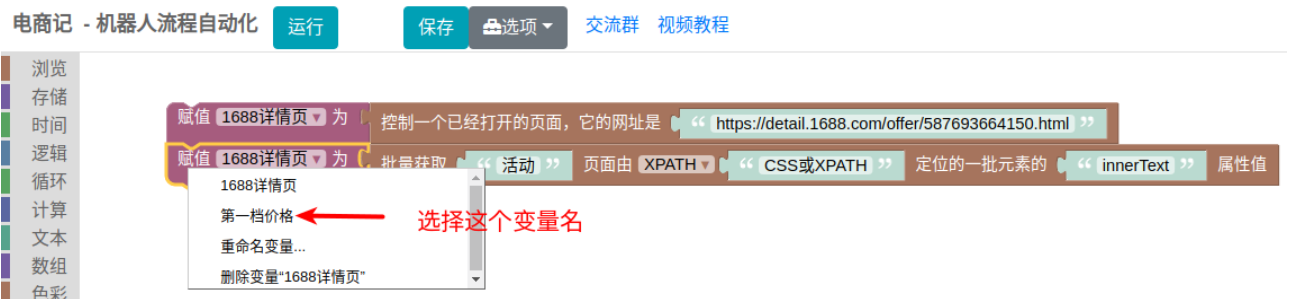 电商记 - 机器人流程自动化 运行 保存 选项 交流群 视频教程
浏览
存储
时间
逻辑
循环
计算
文本
数组
色彩
赋值 1688详情页 为 控制一个已经打开的页面，它的网址是 “ https://detail.1688.com/offer/587693664150.html ”
赋值 1688详情页 为 批量获取 “ 活动 ” 页面由 XPATH “ CSS或XPATH ” 定位的一批元素的 “ innerText ” 属性值
1688详情页
第一档价格
重命名变量...
删除变量“1688详情页”
选择这个变量名